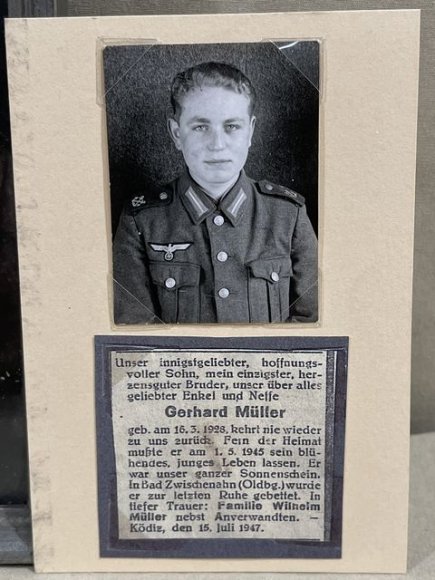 Unser innigstgeliebter, hoffnungs-
voller Sohn, mein einzigster, her-
zensguter Bruder, unser über alles
geliebter Enkel und Neffe
Gerhard Müller
geb. am 16. 3. 1928, kehrt nie wieder
zu uns zurück. Fern der Heimat
mußte er am 1. 5. 1945 sein blü-
hendes, junges Leben lassen. Er
war unser ganzer Sonnenschein.
In Bad Zwischenahn (Oldbg.) wurde
er zur letzten Ruhe gebettet. In
tiefer Trauer: Familie Wilhelm
Müller nebst Anverwandten. —
Ködiz, den 15. Juli 1947.